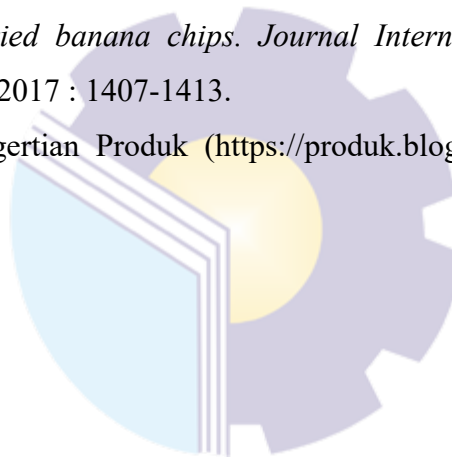 ied banana chips. Journal Intern
2017 : 1407-1413.
gertian Produk (https://produk.blog